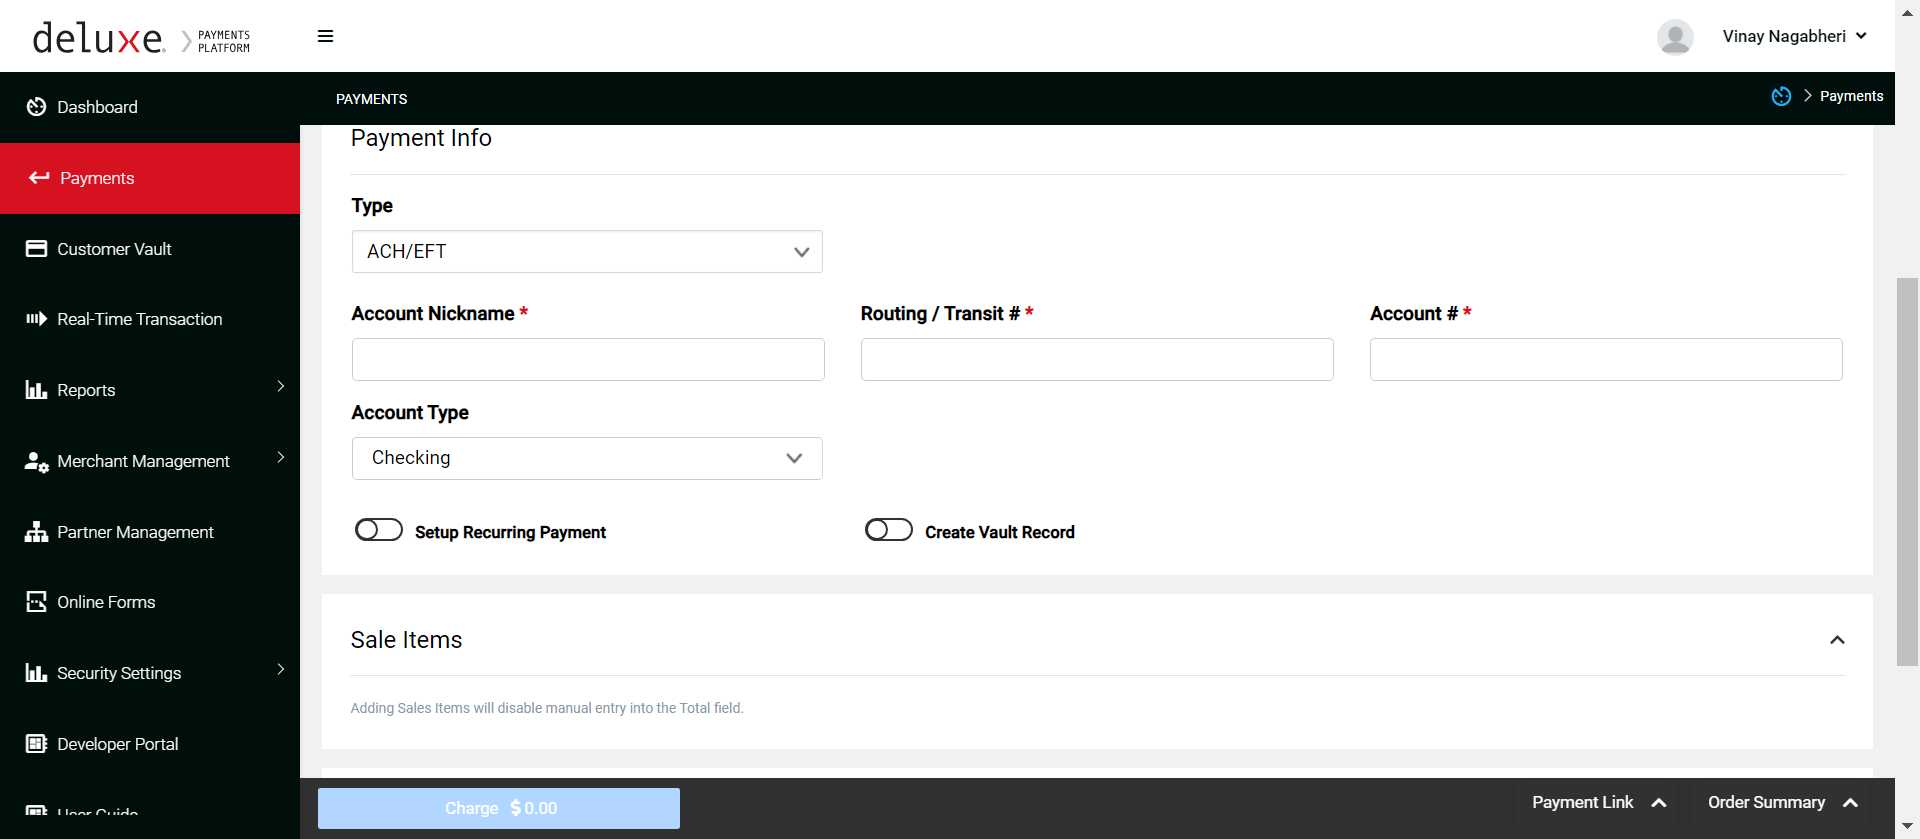 deluxe.
PAYMENTS
PLATFORM
Vinay Nagabheri
Dashboard
Payments
Customer Vault
Real-Time Transaction
Reports
Merchant Management
Partner Management
Online Forms
Security Settings
Developer Portal
User Guide
PAYMENTS
Payments
Payment Info
Type
ACH/EFT
Account Nickname *
Routing / Transit # *
Account # *
Account Type
Checking
Setup Recurring Payment
Create Vault Record
Sale Items
Adding Sales Items will disable manual entry into the Total field.
Charge $0.00
Payment Link
Order Summary